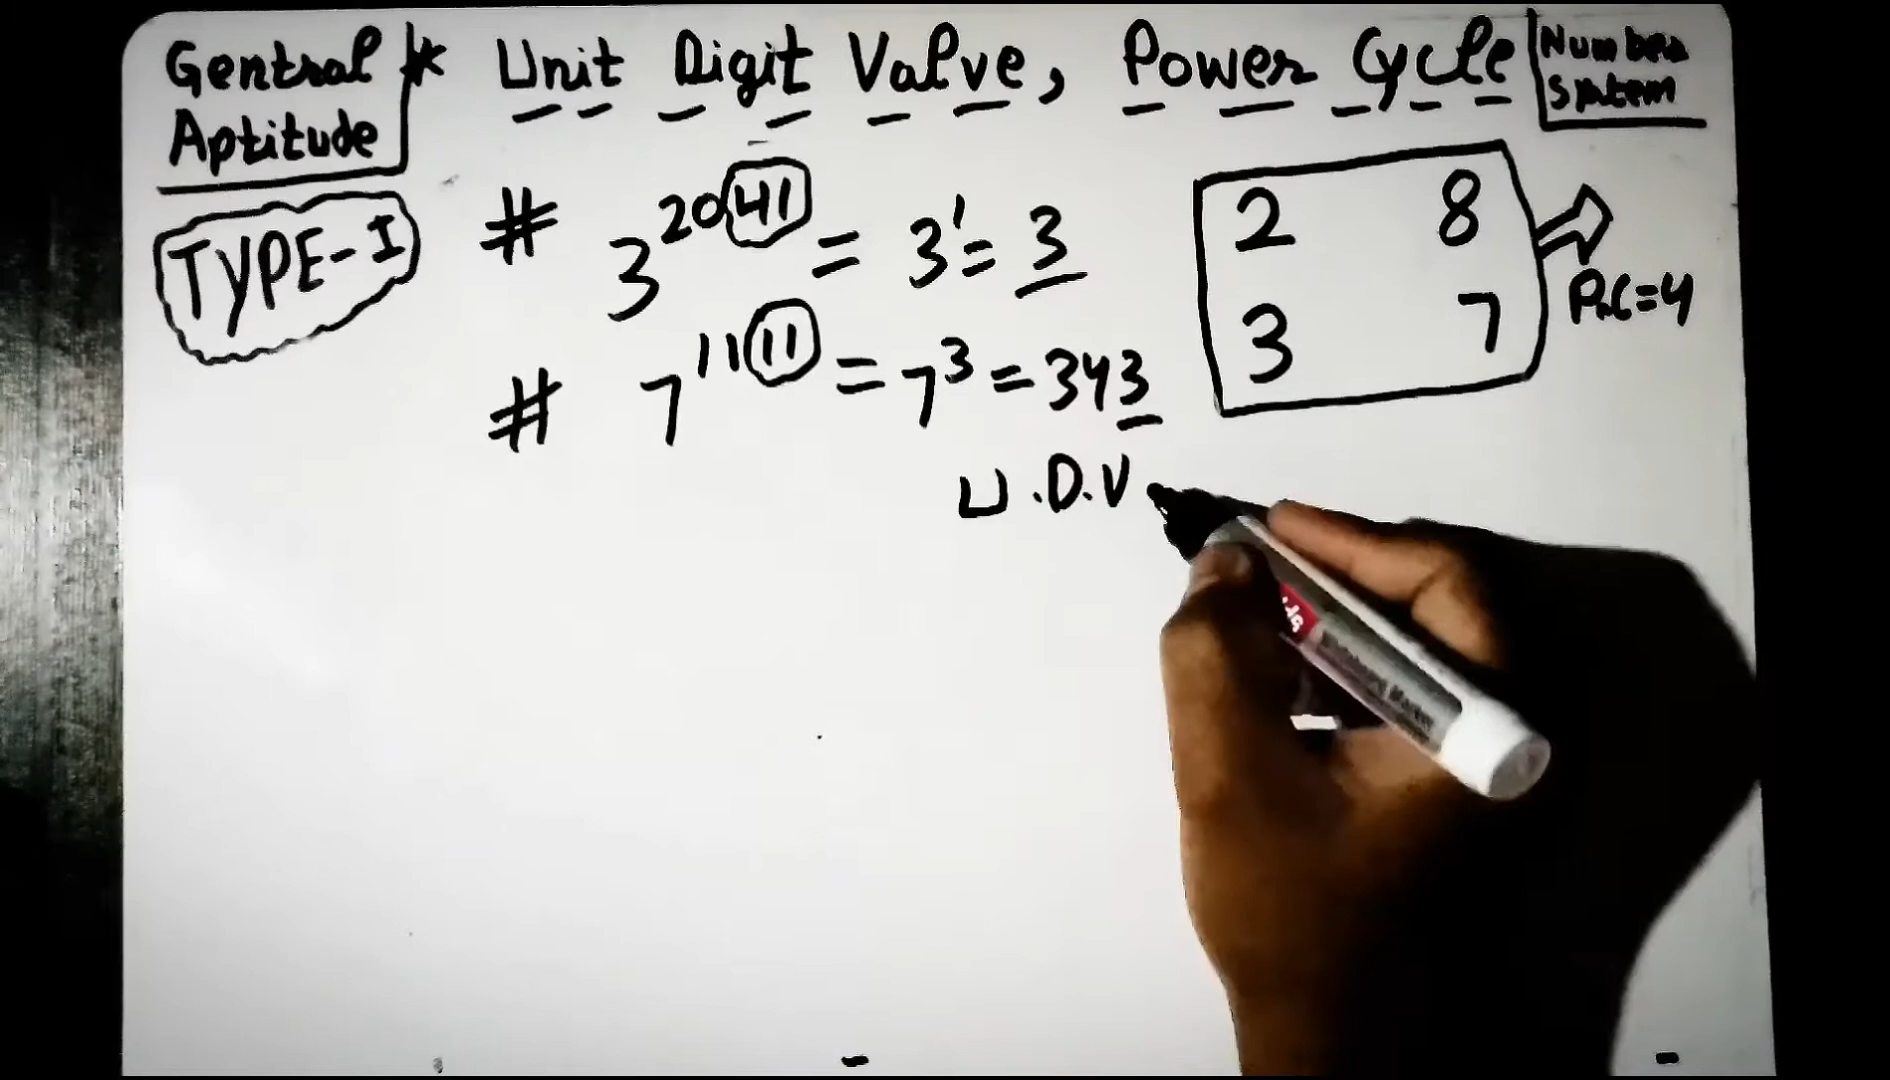 Gentral Aptitude
* Unit Digit Valve, Power Cycle
Number System
TYPE-I
# 3^2041 = 3^1 = 3
# 7^1111 = 7^3 = 343
U.D.V
2 8
3 7
P.C=4